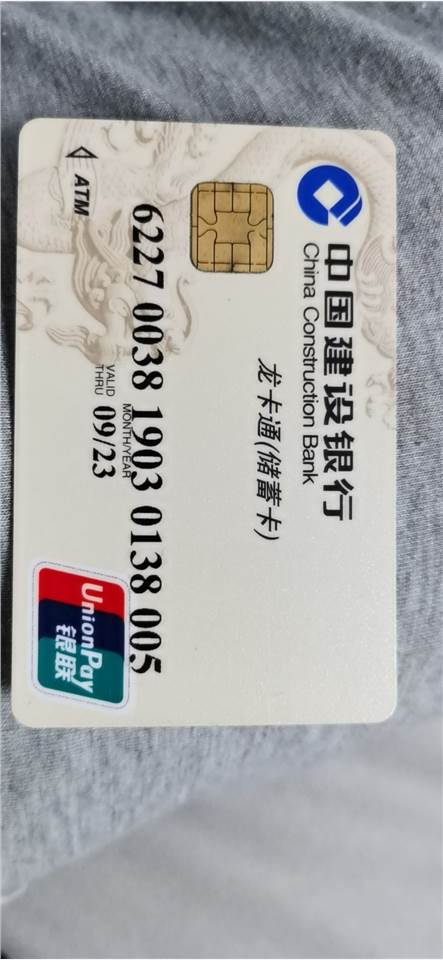 中国建设银行
China Construction Bank
龙卡通(储蓄卡)
ATM
6227 0038 1903 0138 005
MONTH/YEAR
VALID
THRU 09/23
UnionPay
银联